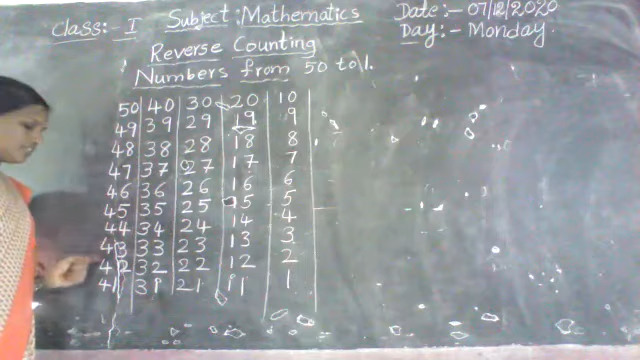 Class:- I Subject:Mathematics Date:- 07/12/2020
Reverse Counting Day:- Monday
Numbers from 50 to 1.
50 40 30 20 10
49 39 29 19 9
48 38 28 18 8
47 37 27 17 7
46 36 26 16 6
45 35 25 15 5
44 34 24 14 4
43 33 23 13 3
42 32 22 12 2
41 31 21 11 1